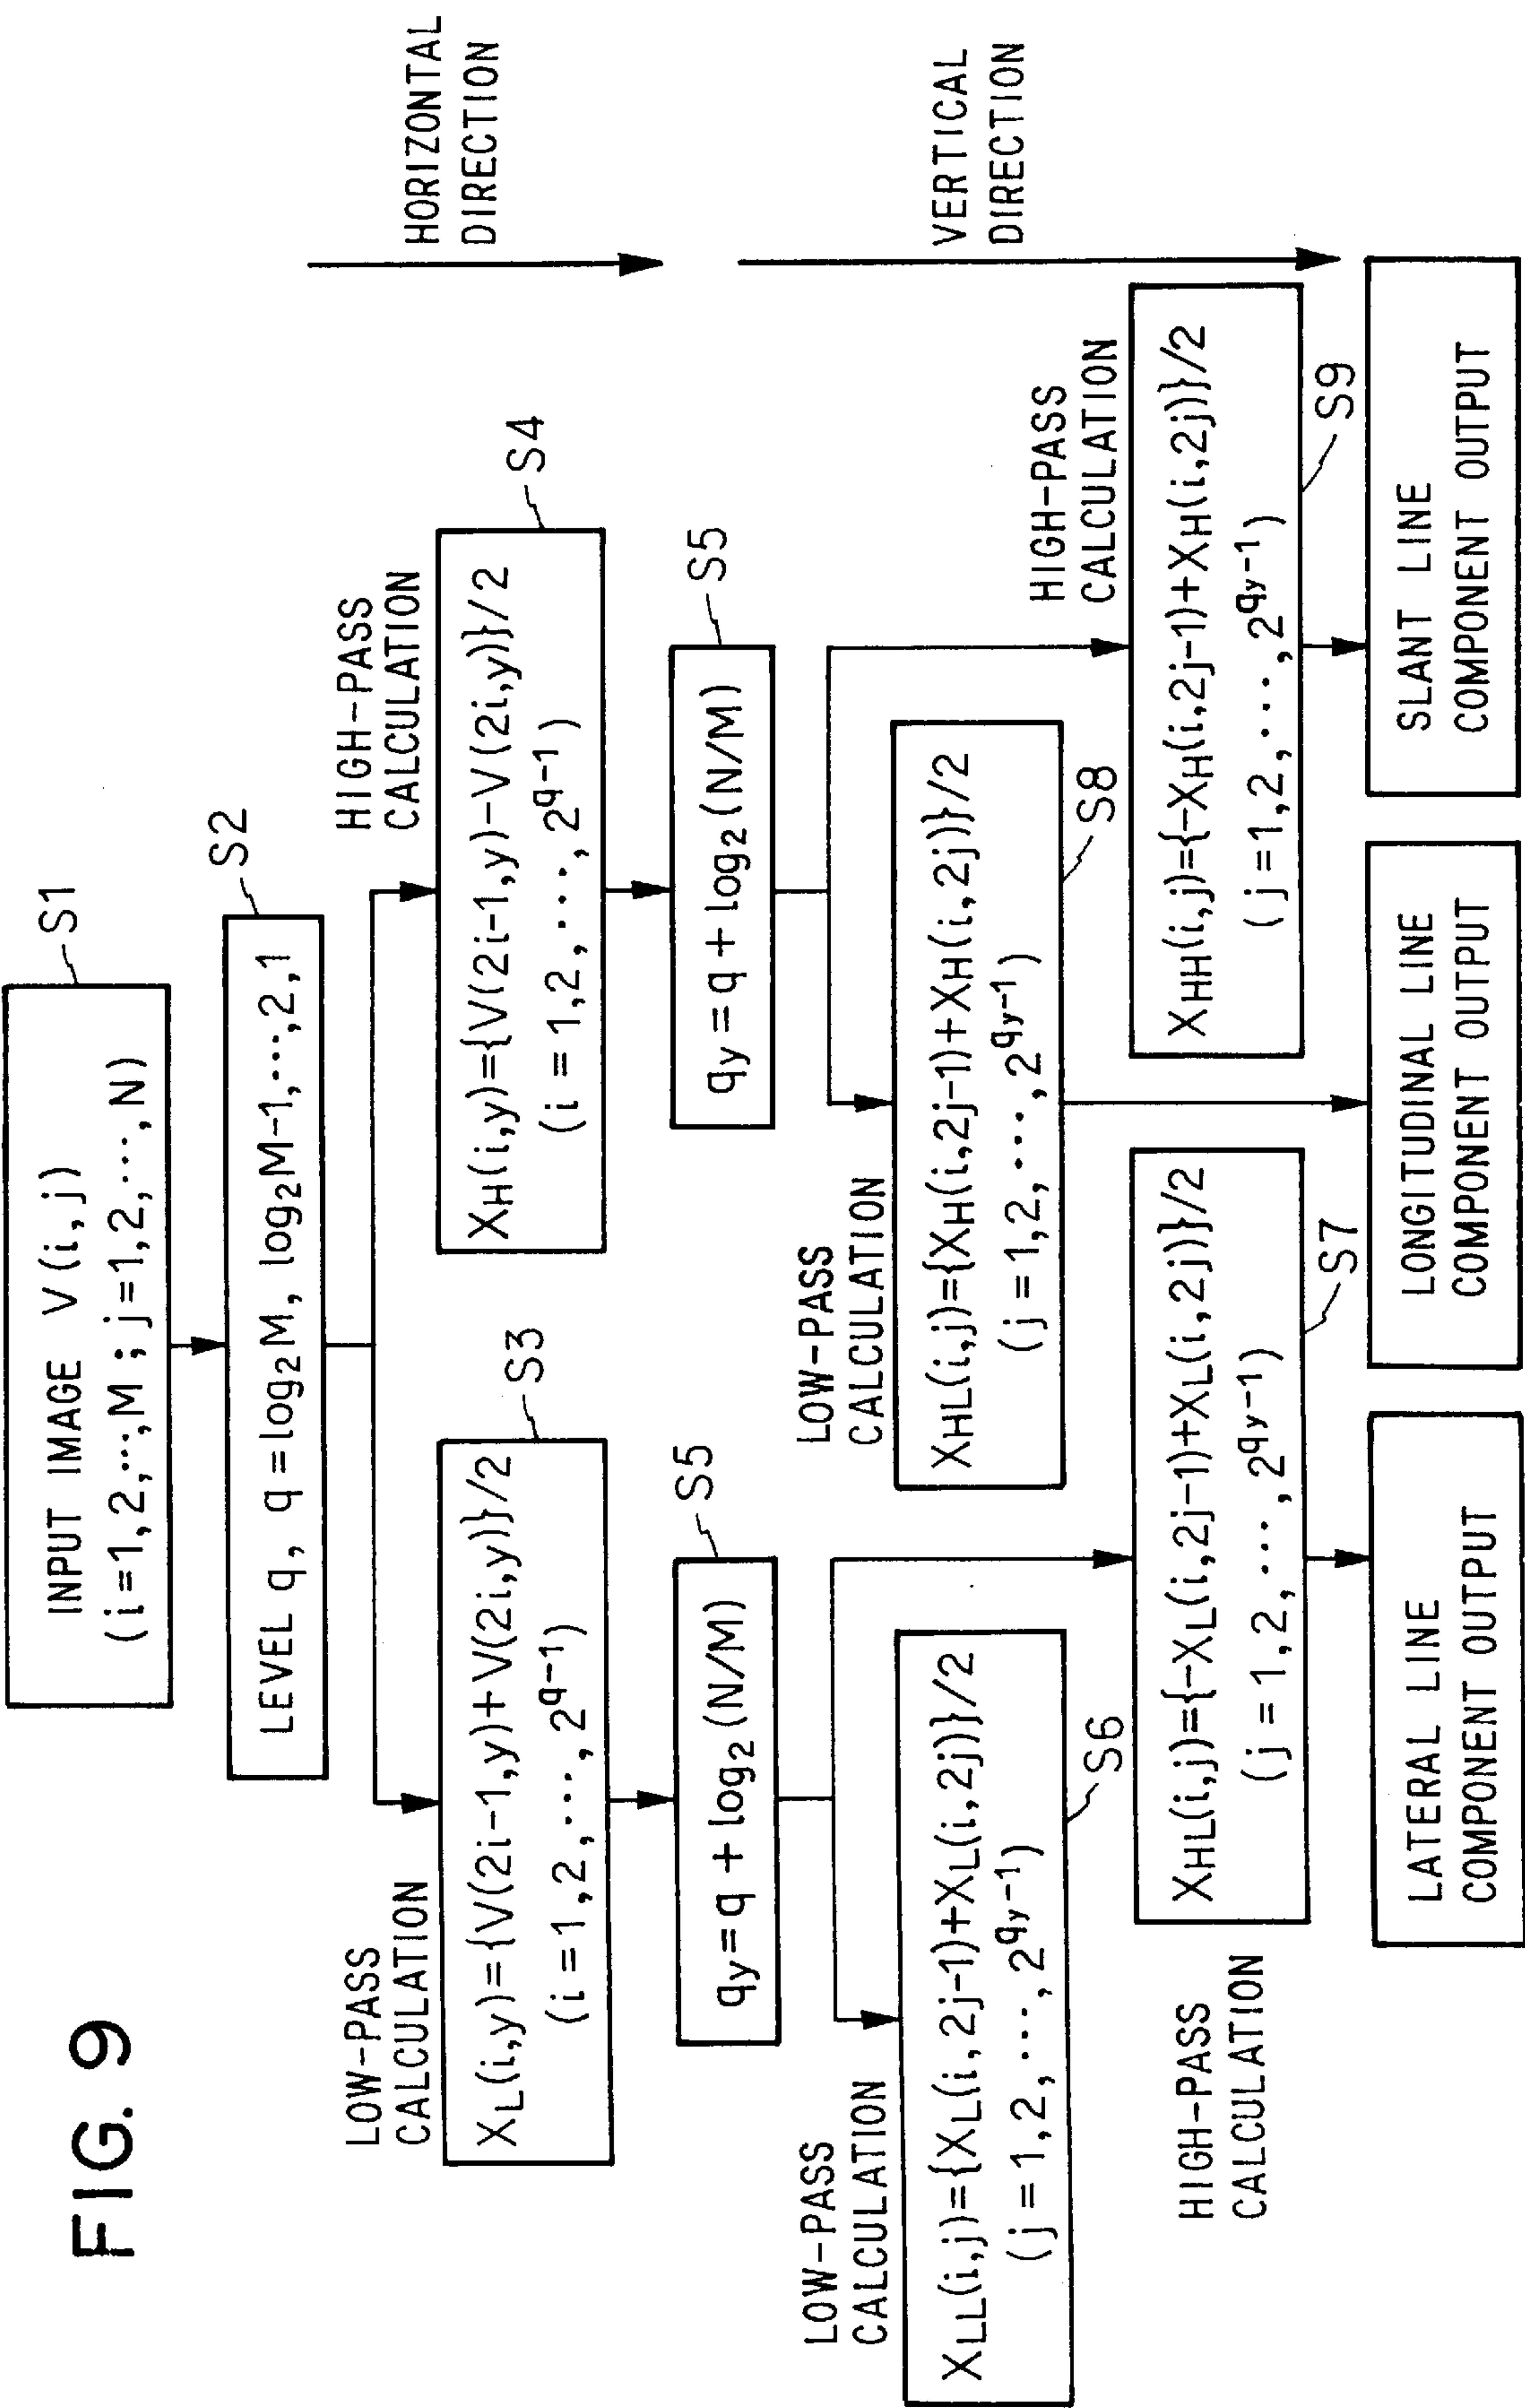 FIG. 9
INPUT IMAGE V(i,j)
(i=1,2,…,M ; j=1,2,…,N)
S1
LEVEL q, q=log₂M, log₂M−1,…,2,1
S2
HORIZONTAL
DIRECTION
LOW-PASS
CALCULATION
X_L(i,y)={V(2i−1,y)+V(2i,y)}/2
(i=1,2,…,2^{q−1})
S3
HIGH-PASS
CALCULATION
X_H(i,y)={V(2i−1,y)−V(2i,y)}/2
(i=1,2,…,2^{q−1})
S4
qy=q+log₂(N/M)
S5
qy=q+log₂(N/M)
S5
VERTICAL
DIRECTION
LOW-PASS
CALCULATION
X_LL(i,j)={X_L(i,2j−1)+X_L(i,2j)}/2
(j=1,2,…,2^{qy−1})
S6
LOW-PASS
CALCULATION
X_HL(i,j)={X_H(i,2j−1)+X_H(i,2j)}/2
(j=1,2,…,2^{qy−1})
S8
HIGH-PASS
CALCULATION
X_HL(i,j)={−X_L(i,2j−1)+X_L(i,2j)}/2
(j=1,2,…,2^{qy−1})
S7
HIGH-PASS
CALCULATION
X_HH(i,j)={−X_H(i,2j−1)+X_H(i,2j)}/2
(j=1,2,…,2^{qy−1})
S9
LATERAL LINE
COMPONENT OUTPUT
LONGITUDINAL LINE
COMPONENT OUTPUT
SLANT LINE
COMPONENT OUTPUT